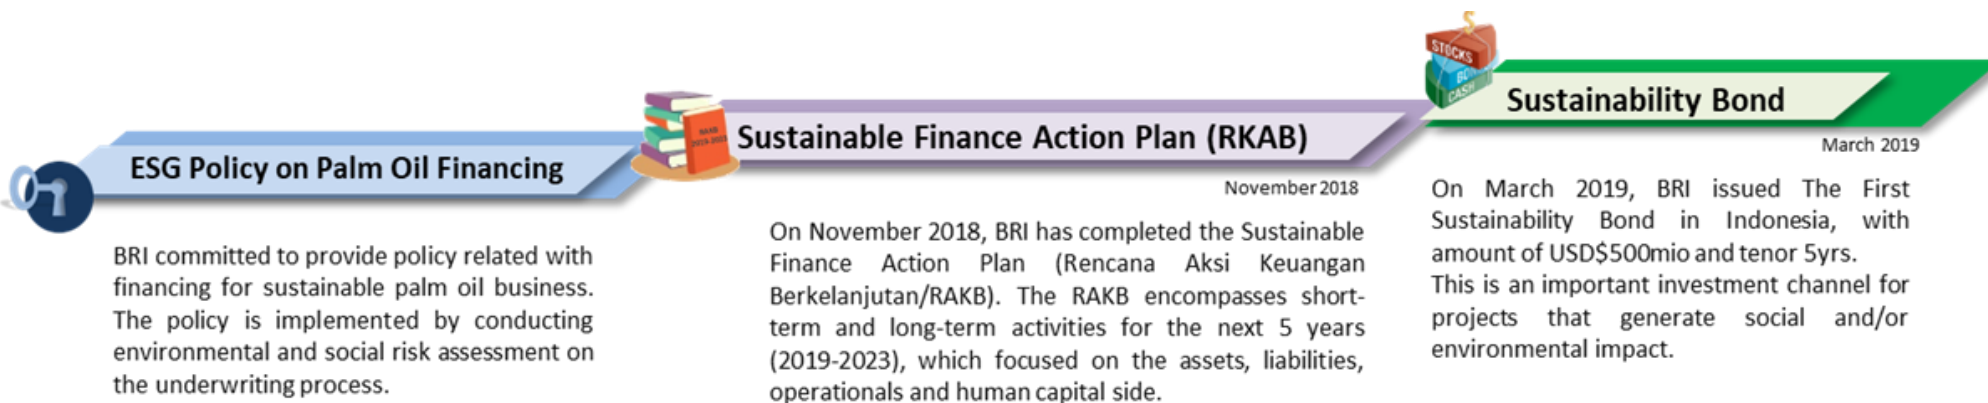 ESG Policy on Palm Oil Financing
BRI committed to provide policy related with
financing for sustainable palm oil business.
The policy is implemented by conducting
environmental and social risk assessment on
the underwriting process.
RAKB
2019-2023
Sustainable Finance Action Plan (RKAB)
November 2018
On November 2018, BRI has completed the Sustainable
Finance Action Plan (Rencana Aksi Keuangan
Berkelanjutan/RAKB). The RAKB encompasses short-
term and long-term activities for the next 5 years
(2019-2023), which focused on the assets, liabilities,
operationals and human capital side.
STOCKS
CASH
Sustainability Bond
March 2019
On March 2019, BRI issued The First
Sustainability Bond in Indonesia, with
amount of USD$500mio and tenor 5yrs.
This is an important investment channel for
projects that generate social and/or
environmental impact.